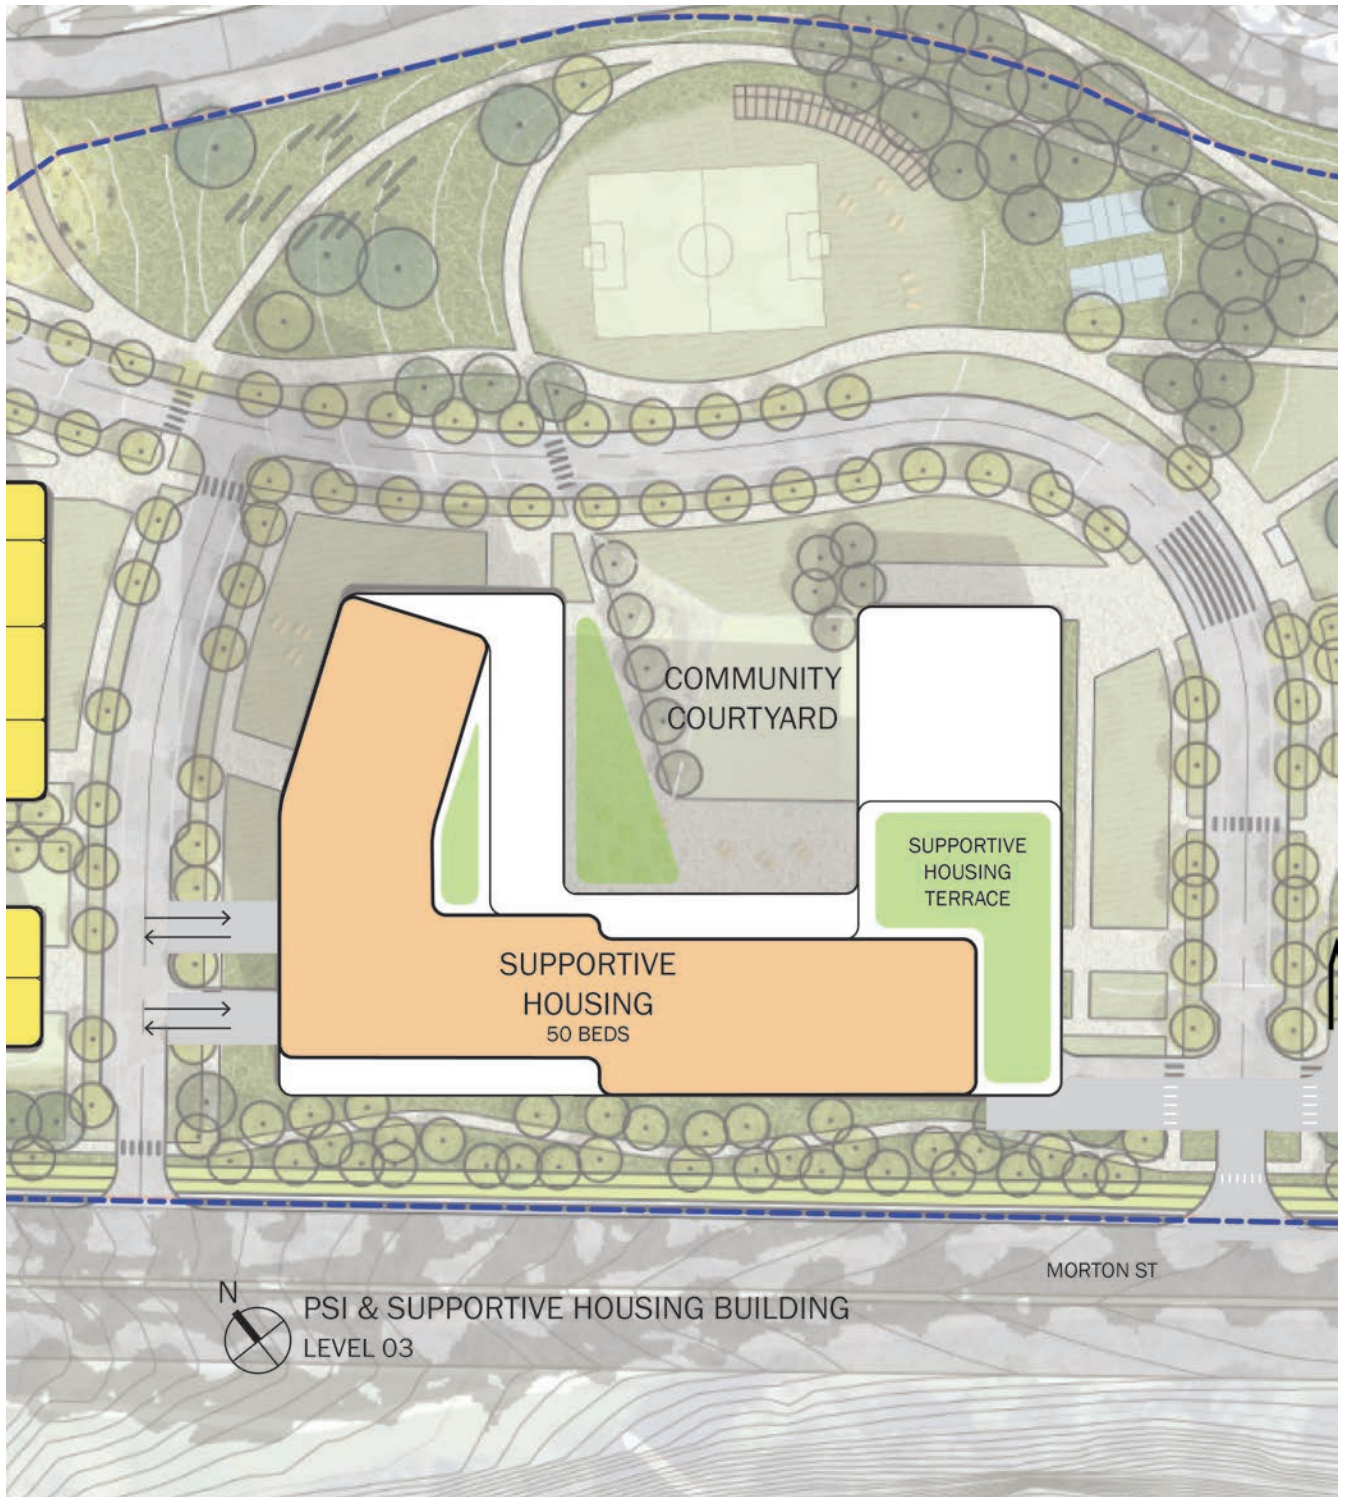 COMMUNITY
COURTYARD
SUPPORTIVE
HOUSING
TERRACE
SUPPORTIVE
HOUSING
50 BEDS
MORTON ST
N
PSI & SUPPORTIVE HOUSING BUILDING
LEVEL 03